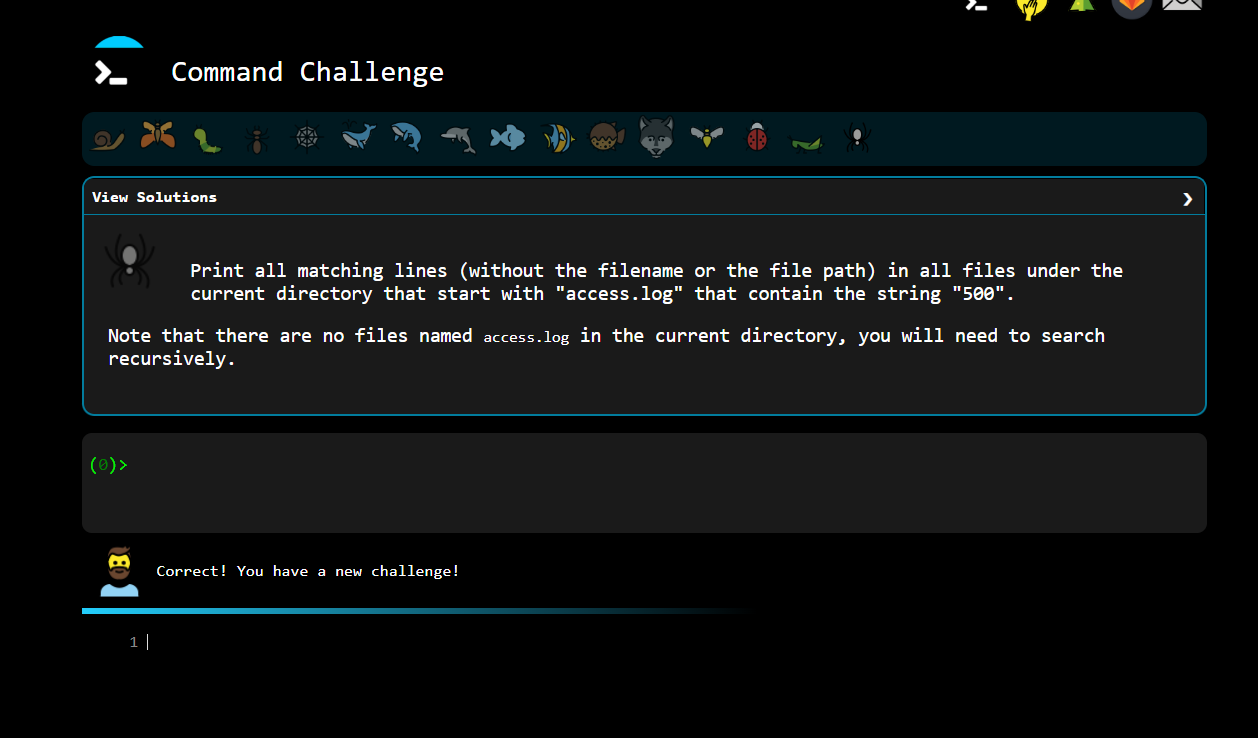 Command Challenge
View Solutions
Print all matching lines (without the filename or the file path) in all files under the
current directory that start with "access.log" that contain the string "500".
Note that there are no files named access.log in the current directory, you will need to search
recursively.
(0)>
Correct! You have a new challenge!
1